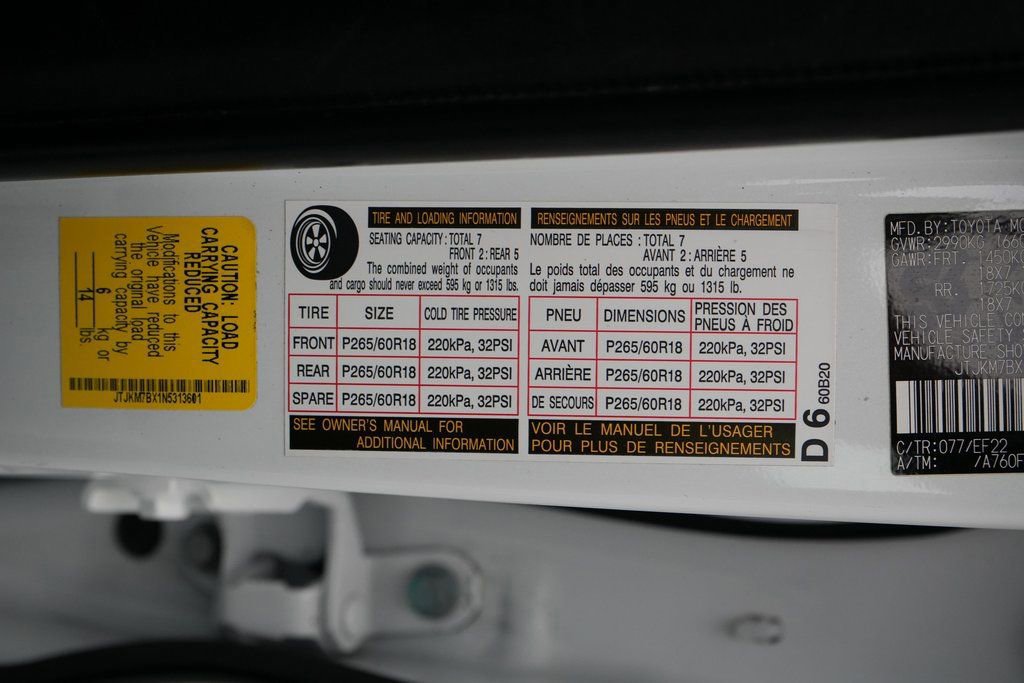 CAUTION: LOAD
CARRYING CAPACITY
REDUCED
Modifications to this
Vehicle have reduced
the original load
carrying capacity by
6 kg or
14 lbs
JTJKM7BX1N5313601
TIRE AND LOADING INFORMATION
SEATING CAPACITY : TOTAL 7
FRONT 2 : REAR 5
The combined weight of occupants
and cargo should never exceed 595 kg or 1315 lbs.
TIRE SIZE COLD TIRE PRESSURE
FRONT P265/60R18 220kPa, 32PSI
REAR P265/60R18 220kPa, 32PSI
SPARE P265/60R18 220kPa, 32PSI
SEE OWNER'S MANUAL FOR
ADDITIONAL INFORMATION
RENSEIGNEMENTS SUR LES PNEUS ET LE CHARGEMENT
NOMBRE DE PLACES : TOTAL 7
AVANT 2 : ARRIÈRE 5
Le poids total des occupants et du chargement ne
doit jamais dépasser 595 kg ou 1315 lb.
PNEU DIMENSIONS PRESSION DES
PNEUS À FROID
AVANT P265/60R18 220kPa, 32PSI
ARRIÈRE P265/60R18 220kPa, 32PSI
DE SECOURS P265/60R18 220kPa, 32PSI
VOIR LE MANUEL DE L'USAGER
POUR PLUS DE RENSEIGNEMENTS
D 6 60B20
MFD.BY:TOYOTA MO
GVWR:2990KG
GAWR:FRT. 1450KG
18X7
RR. 1725KG
18X7
THIS VEHICLE CO
VEHICLE SAFETY
MANUFACTURE SHO
JTJKM7BX
C/TR:077/EF22
A/TM: /A760F